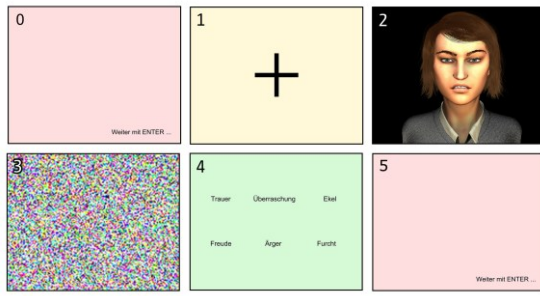 0
Weiter mit ENTER ...
1
2
3
4
Trauer Überraschung Ekel
Freude Ärger Furcht
5
Weiter mit ENTER ...